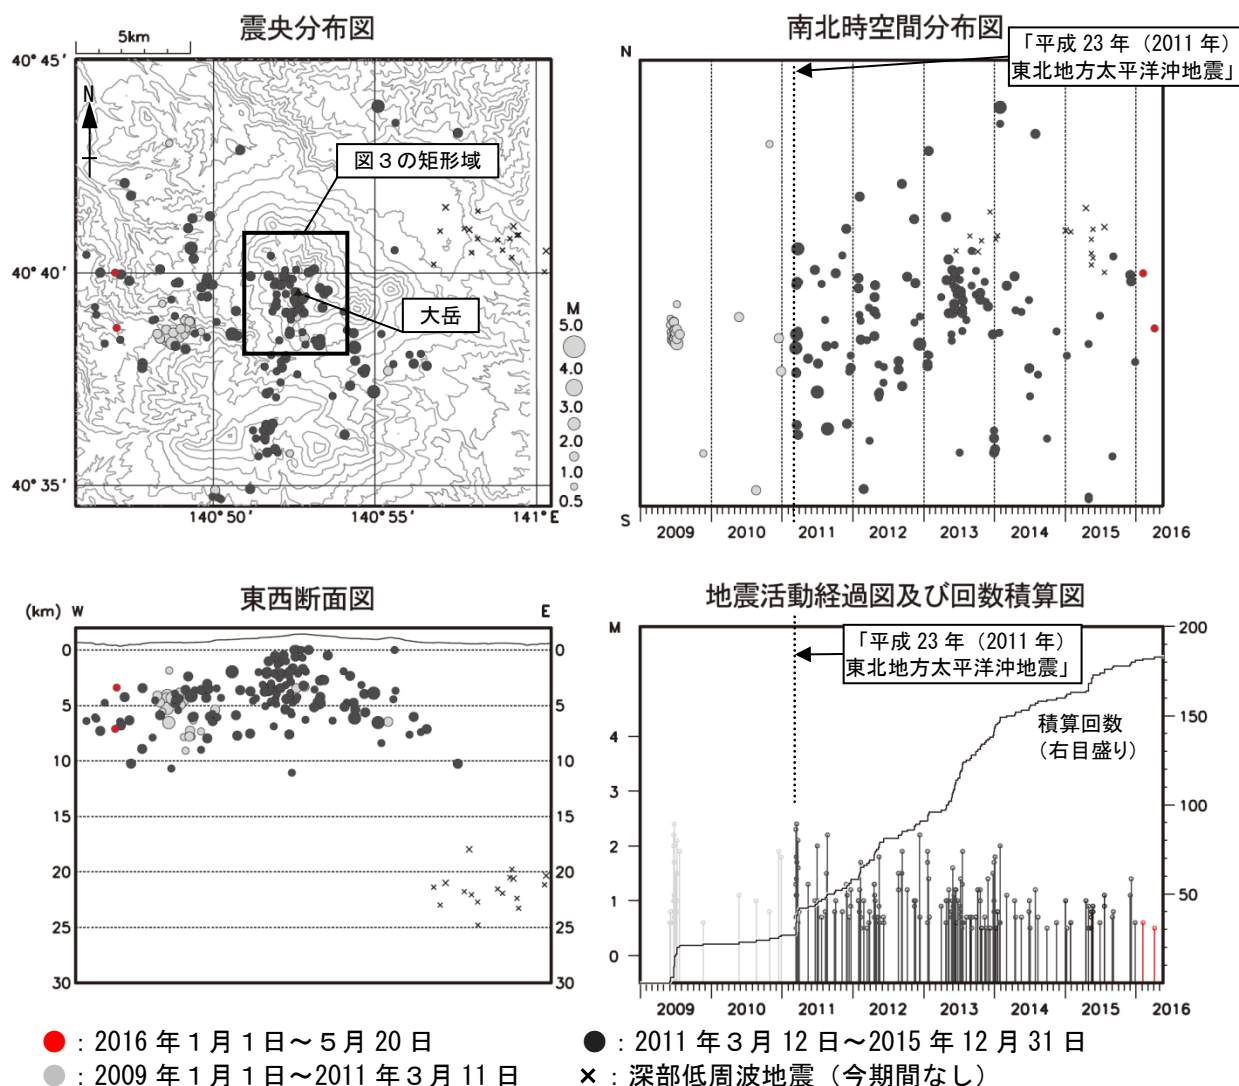 震央分布図
5km
40°45′
N
図３の矩形域
40°40′
大岳
40°35′
140°50′
140°55′
141°E
M
5.0
4.0
3.0
2.0
1.0
0.5
南北時空間分布図
「平成 23 年（2011 年）
東北地方太平洋沖地震」
N
S
2009
2010
2011
2012
2013
2014
2015
2016
東西断面図
(km) W
E
0
0
5
5
10
10
15
15
20
20
25
25
30
30
地震活動経過図及び回数積算図
M
「平成 23 年（2011 年）
東北地方太平洋沖地震」
積算回数
（右目盛り）
4
3
2
1
0
200
150
100
50
2009
2010
2011
2012
2013
2014
2015
2016
：2016 年１月１日～５月 20 日
：2011 年３月 12 日～2015 年 12 月 31 日
：2009 年１月１日～2011 年３月 11 日
×：深部低周波地震（今期間なし）